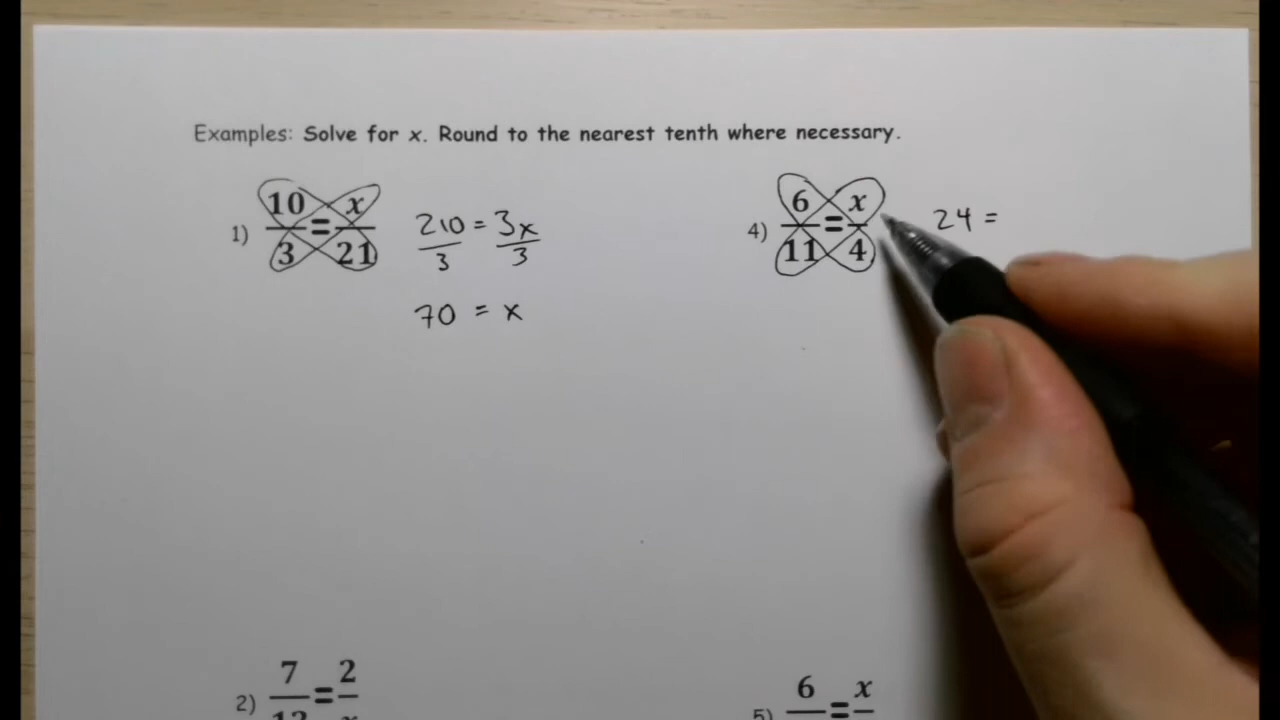 Examples: Solve for x. Round to the nearest tenth where necessary.
1) 10/3 = x/21
210 = 3x
3 3
70 = x
4) 6/11 = x/4
24 =
2) 7 = 2
5) 6 = x